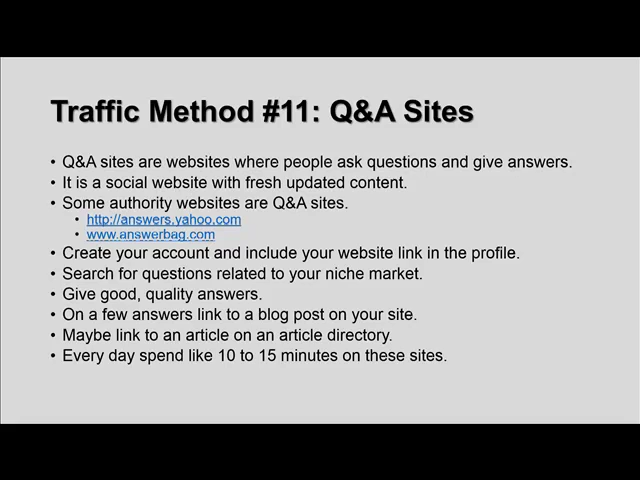 Traffic Method #11: Q&A Sites
• Q&A sites are websites where people ask questions and give answers.
• It is a social website with fresh updated content.
• Some authority websites are Q&A sites.
• http://answers.yahoo.com
• www.answerbag.com
• Create your account and include your website link in the profile.
• Search for questions related to your niche market.
• Give good, quality answers.
• On a few answers link to a blog post on your site.
• Maybe link to an article on an article directory.
• Every day spend like 10 to 15 minutes on these sites.